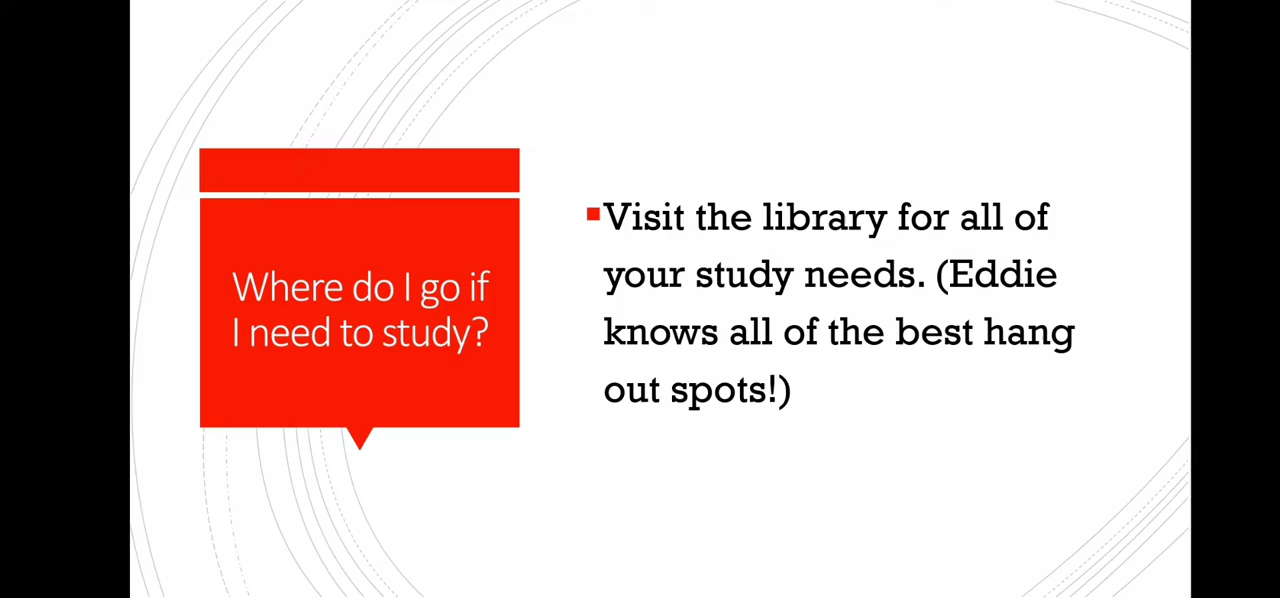 Where do I go if
I need to study?
Visit the library for all of
your study needs. (Eddie
knows all of the best hang
out spots!)